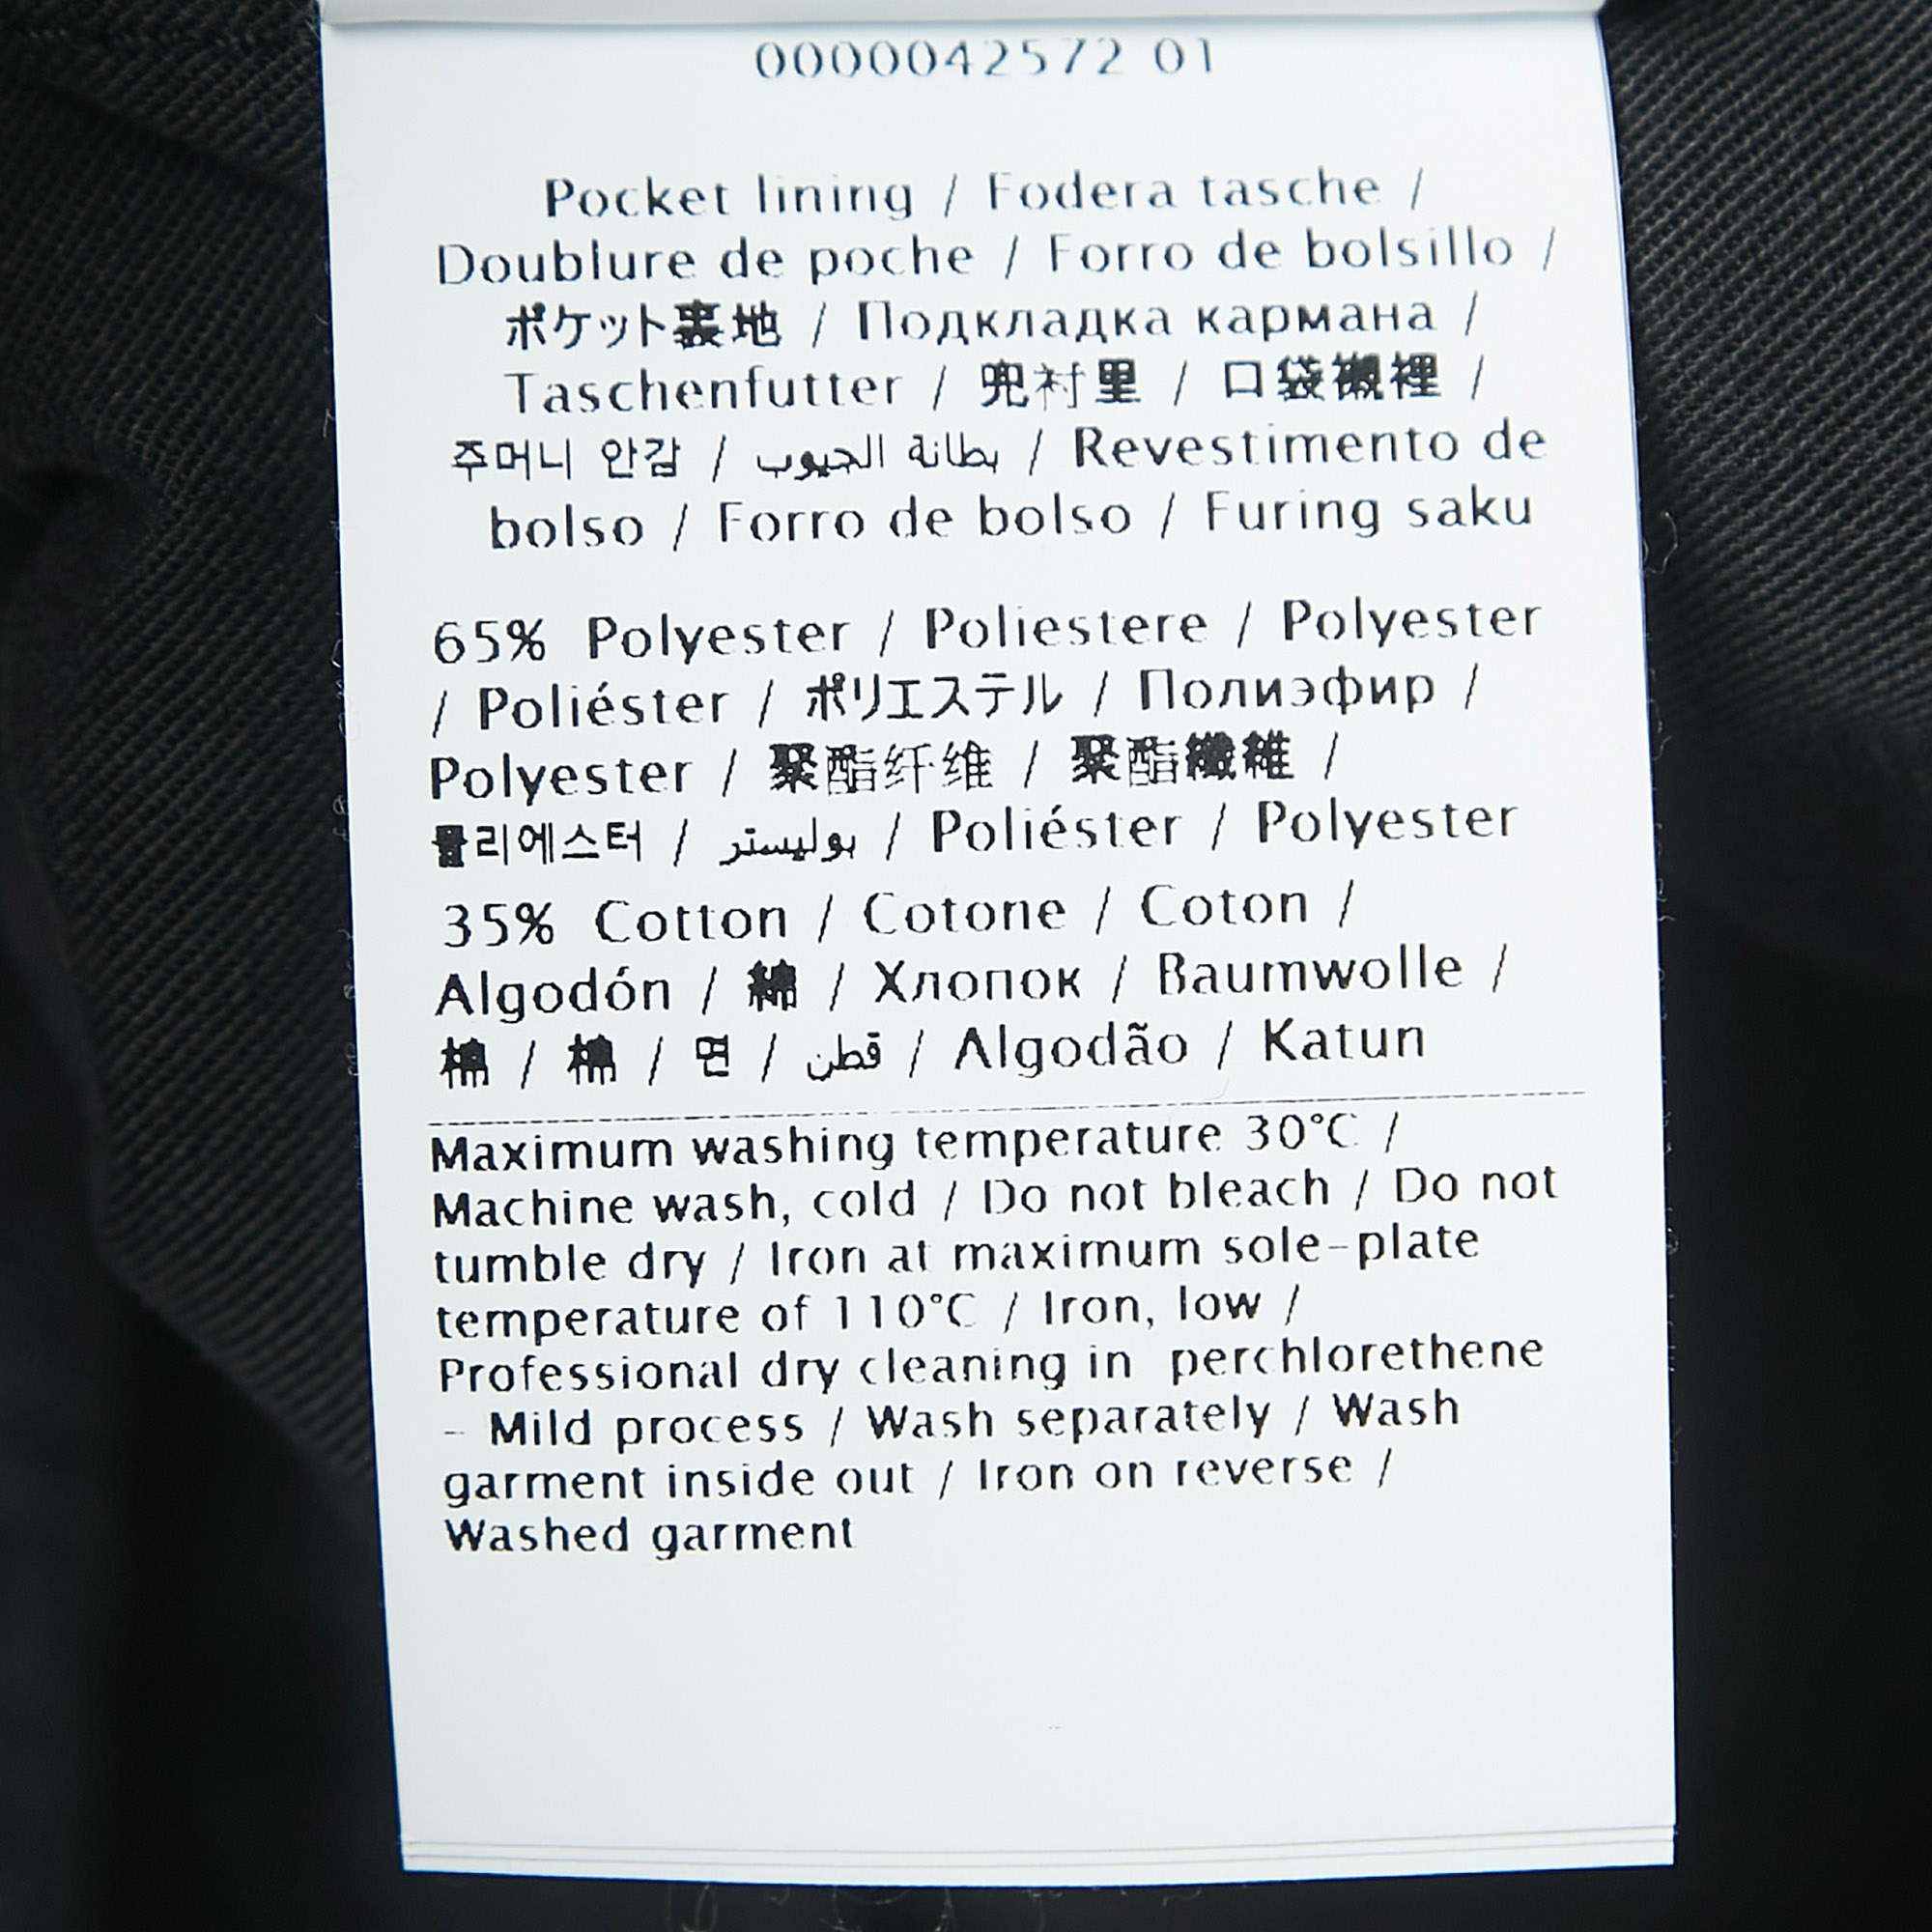 0000042572 01
Pocket lining / Fodera tasche /
Doublure de poche / Forro de bolsillo /
ポケット裏地 / Подкладка кармана /
Taschenfutter / 兜衬里 / 口袋襯裡 /
주머니 안감 / بطانة الجيوب / Revestimento de
bolso / Forro de bolso / Furing saku
65% Polyester / Poliestere / Polyester
/ Poliéster / ポリエステル / Полиэфир /
Polyester / 聚酯纤维 / 聚酯纖維 /
폴리에스터 / بوليستر / Poliéster / Polyester
35% Cotton / Cotone / Coton /
Algodón / 綿 / Хлопок / Baumwolle /
棉 / 棉 / 면 / قطن / Algodão / Katun
Maximum washing temperature 30°C /
Machine wash, cold / Do not bleach / Do not
tumble dry / Iron at maximum sole-plate
temperature of 110°C / Iron, low /
Professional dry cleaning in perchlorethene
- Mild process / Wash separately / Wash
garment inside out / Iron on reverse /
Washed garment